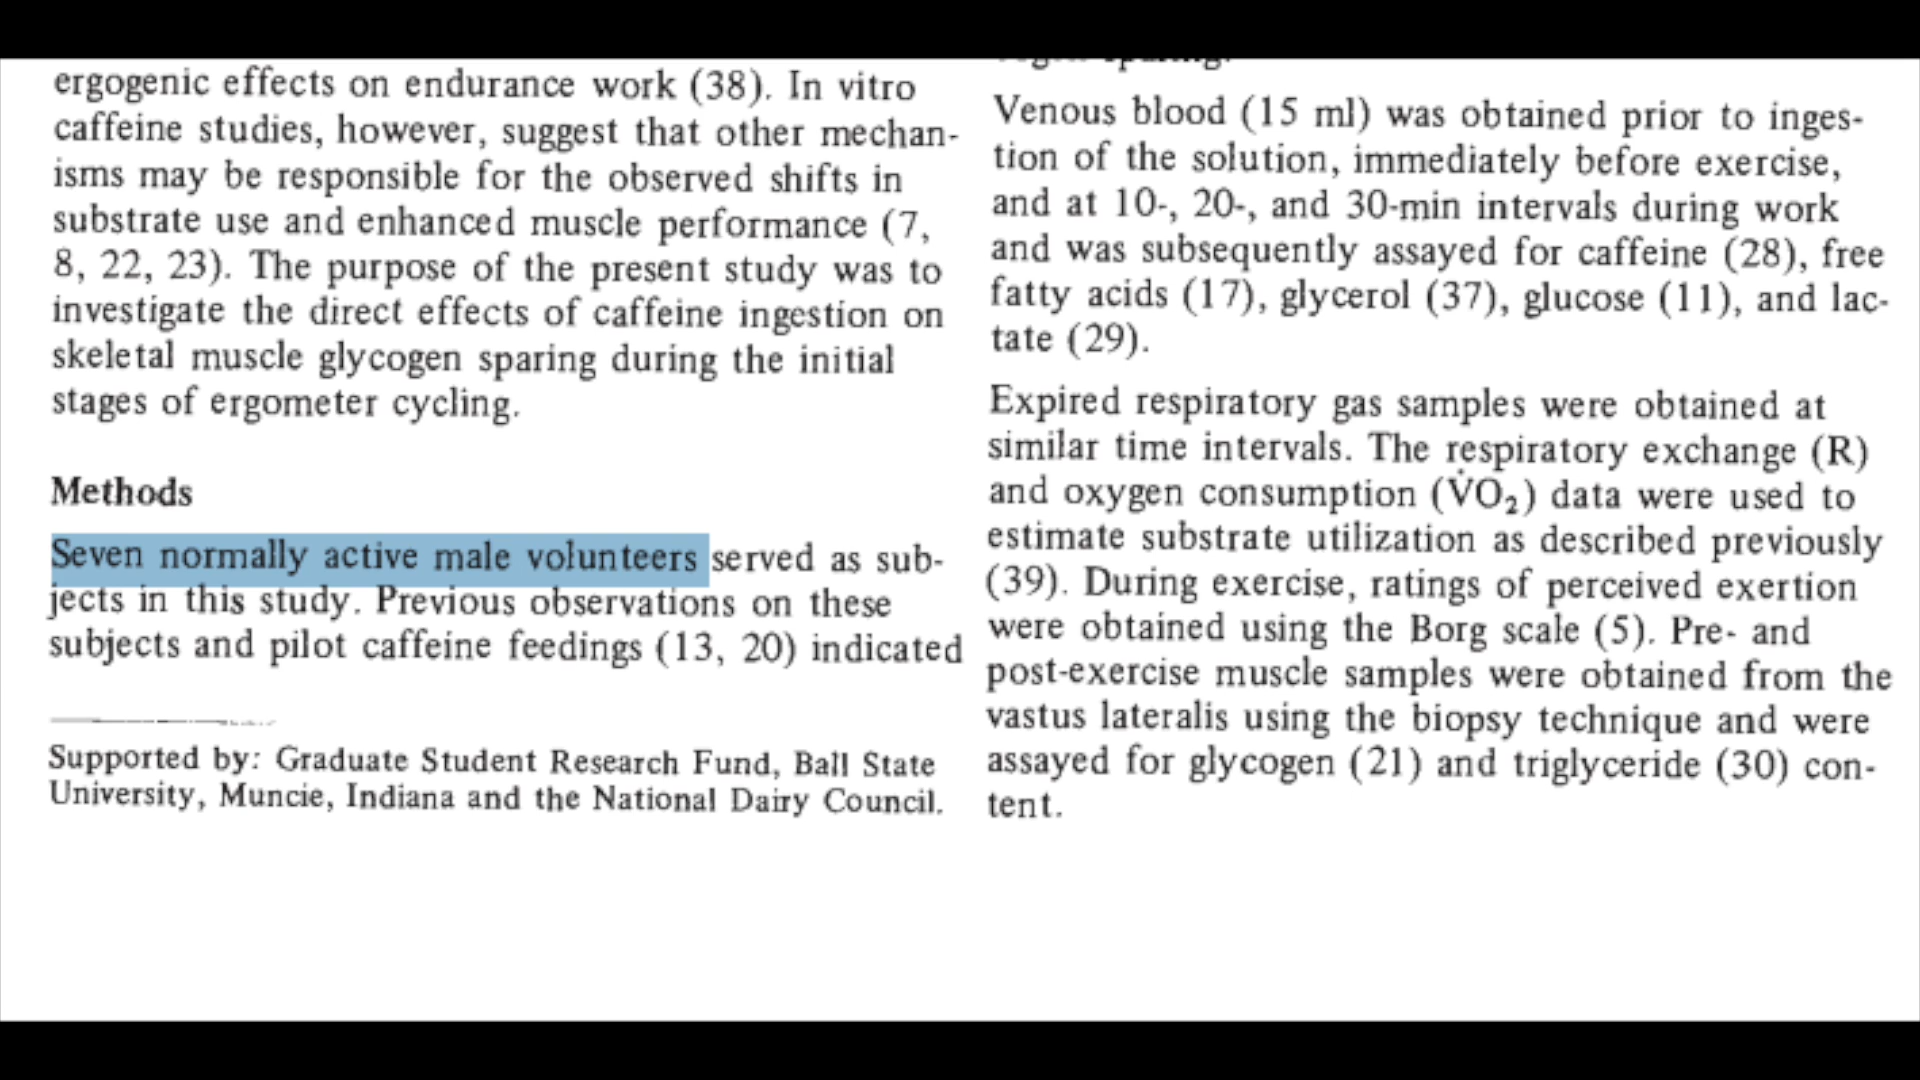 ergogenic effects on endurance work (38). In vitro
caffeine studies, however, suggest that other mechan-
isms may be responsible for the observed shifts in
substrate use and enhanced muscle performance (7,
8, 22, 23). The purpose of the present study was to
investigate the direct effects of caffeine ingestion on
skeletal muscle glycogen sparing during the initial
stages of ergometer cycling.
Methods
Seven normally active male volunteers served as sub-
jects in this study. Previous observations on these
subjects and pilot caffeine feedings (13, 20) indicated
Supported by: Graduate Student Research Fund, Ball State
University, Muncie, Indiana and the National Dairy Council.
Venous blood (15 ml) was obtained prior to inges-
tion of the solution, immediately before exercise,
and at 10-, 20-, and 30-min intervals during work
and was subsequently assayed for caffeine (28), free
fatty acids (17), glycerol (37), glucose (11), and lac-
tate (29).
Expired respiratory gas samples were obtained at
similar time intervals. The respiratory exchange (R)
and oxygen consumption (V̇O₂) data were used to
estimate substrate utilization as described previously
(39). During exercise, ratings of perceived exertion
were obtained using the Borg scale (5). Pre- and
post-exercise muscle samples were obtained from the
vastus lateralis using the biopsy technique and were
assayed for glycogen (21) and triglyceride (30) con-
tent.